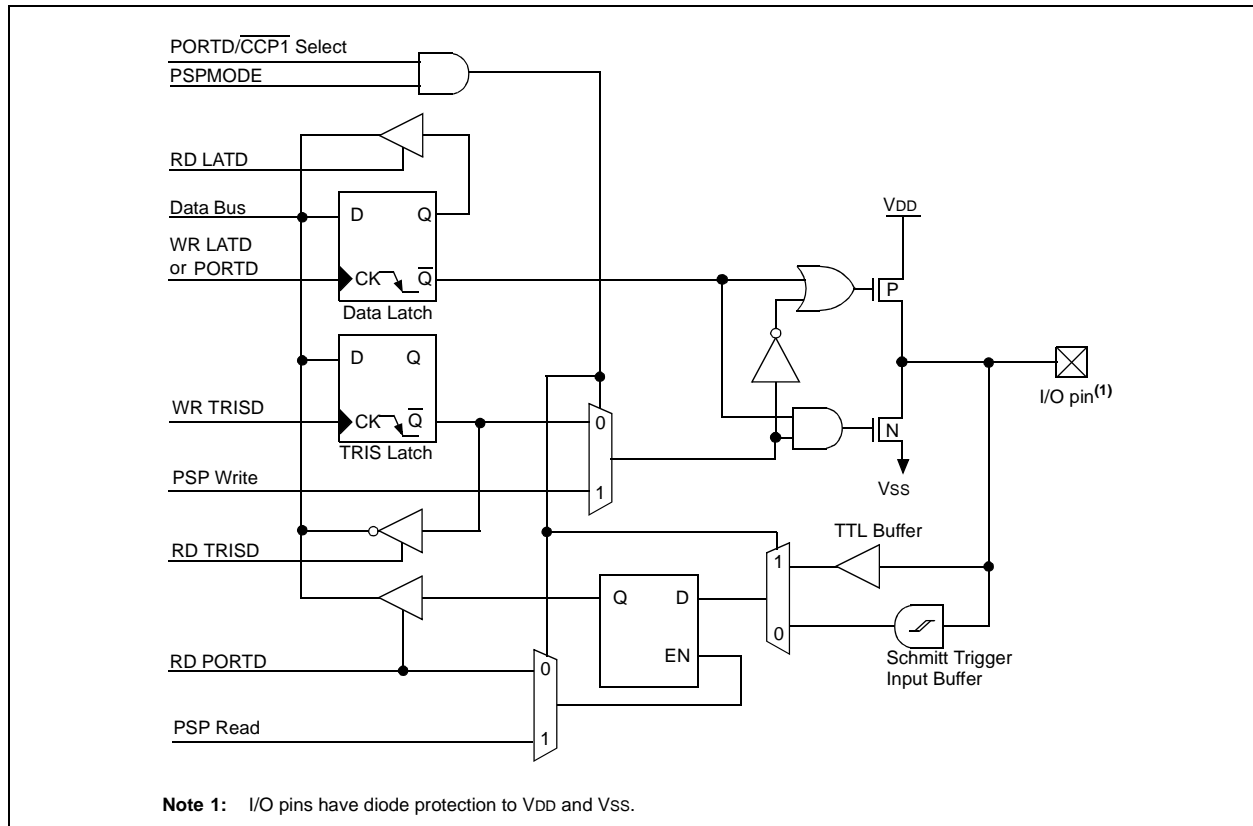 PORTD/CCP1 Select
PSPMODE
RD LATD
Data Bus
D Q
WR LATD
or PORTD
CK Q
Data Latch
VDD
P
D Q
WR TRISD
CK Q
TRIS Latch
0
N
I/O pin(1)
PSP Write
1
VSS
RD TRISD
TTL Buffer
1
Q D
0
EN
RD PORTD
0
Schmitt Trigger
Input Buffer
PSP Read
1
Note 1: I/O pins have diode protection to VDD and VSS.